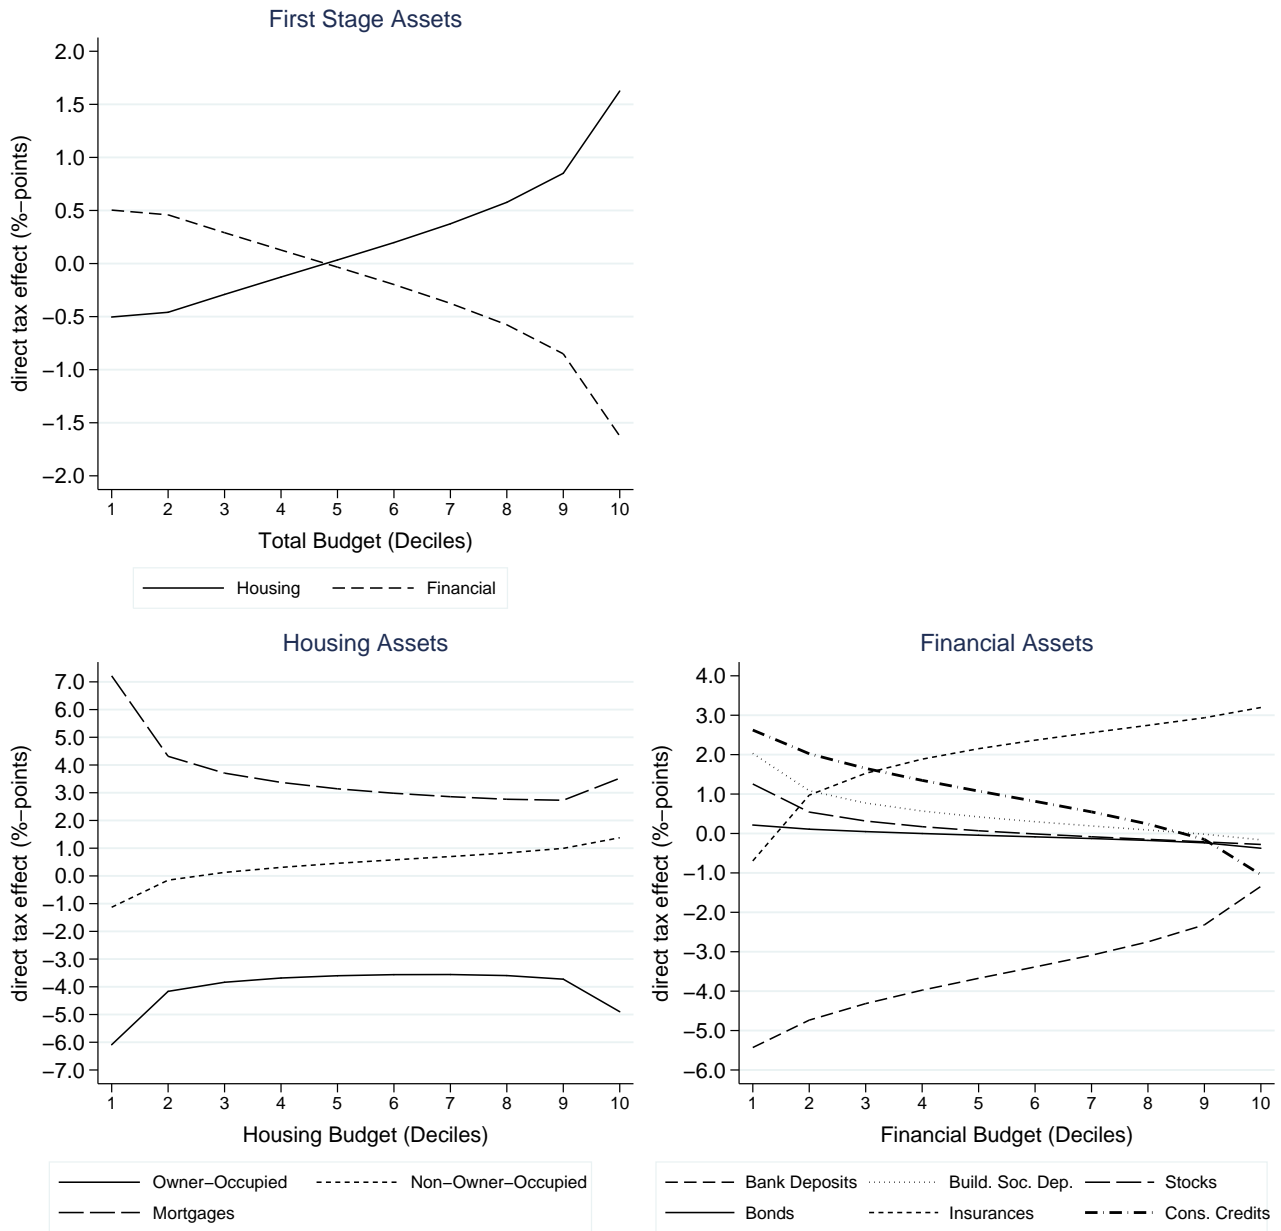 First Stage Assets
direct tax effect (%−points)
2.0
1.5
1.0
0.5
0.0
−0.5
−1.0
−1.5
−2.0
1 2 3 4 5 6 7 8 9 10
Total Budget (Deciles)
Housing Financial
Housing Assets
direct tax effect (%−points)
7.0
6.0
5.0
4.0
3.0
2.0
1.0
0.0
−1.0
−2.0
−3.0
−4.0
−5.0
−6.0
−7.0
1 2 3 4 5 6 7 8 9 10
Housing Budget (Deciles)
Owner−Occupied Non−Owner−Occupied
Mortgages
Financial Assets
direct tax effect (%−points)
4.0
3.0
2.0
1.0
0.0
−1.0
−2.0
−3.0
−4.0
−5.0
−6.0
1 2 3 4 5 6 7 8 9 10
Financial Budget (Deciles)
Bank Deposits Build. Soc. Dep. Stocks
Bonds Insurances Cons. Credits